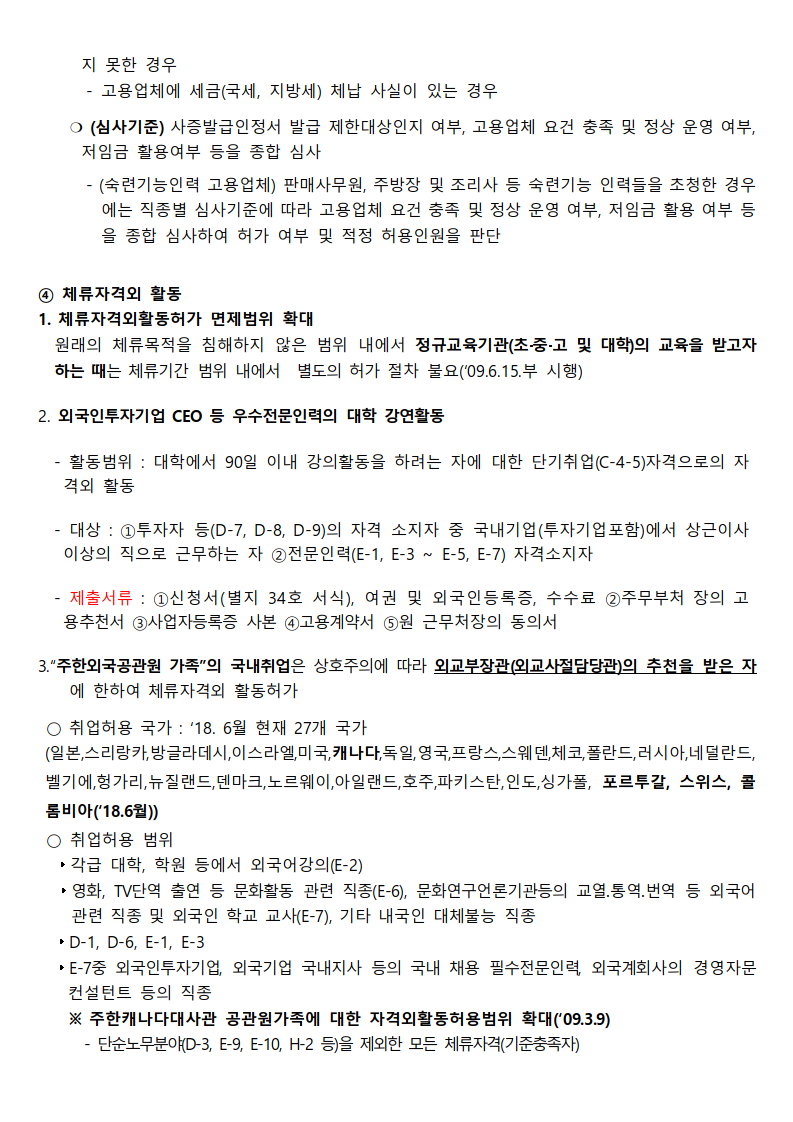 지 못한 경우
- 고용업체에 세금(국세, 지방세) 체납 사실이 있는 경우
❍ (심사기준) 사증발급인정서 발급 제한대상인지 여부, 고용업체 요건 충족 및 정상 운영 여부,
저임금 활용여부 등을 종합 심사
- (숙련기능인력 고용업체) 판매사무원, 주방장 및 조리사 등 숙련기능 인력들을 초청한 경우
에는 직종별 심사기준에 따라 고용업체 요건 충족 및 정상 운영 여부, 저임금 활용 여부 등
을 종합 심사하여 허가 여부 및 적정 허용인원을 판단
④ 체류자격외 활동
1. 체류자격외활동허가 면제범위 확대
원래의 체류목적을 침해하지 않은 범위 내에서 정규교육기관(초·중·고 및 대학)의 교육을 받고자
하는 때는 체류기간 범위 내에서 별도의 허가 절차 불요(‘09.6.15.부 시행)
2. 외국인투자기업 CEO 등 우수전문인력의 대학 강연활동
- 활동범위 : 대학에서 90일 이내 강의활동을 하려는 자에 대한 단기취업(C-4-5)자격으로의 자
격외 활동
- 대상 : ①투자자 등(D-7, D-8, D-9)의 자격 소지자 중 국내기업(투자기업포함)에서 상근이사
이상의 직으로 근무하는 자 ②전문인력(E-1, E-3 ~ E-5, E-7) 자격소지자
- 제출서류 : ①신청서(별지 34호 서식), 여권 및 외국인등록증, 수수료 ②주무부처 장의 고
용추천서 ③사업자등록증 사본 ④고용계약서 ⑤원 근무처장의 동의서
3.“주한외국공관원 가족”의 국내취업은 상호주의에 따라 외교부장관(외교사절담당관)의 추천을 받은 자
에 한하여 체류자격외 활동허가
○ 취업허용 국가 : ‘18. 6월 현재 27개 국가
(일본,스리랑카,방글라데시,이스라엘,미국,캐나다,독일,영국,프랑스,스웨덴,체코,폴란드,러시아,네덜란드,
벨기에,헝가리,뉴질랜드,덴마크,노르웨이,아일랜드,호주,파키스탄,인도,싱가폴, 포르투갈, 스위스, 콜
롬비아(‘18.6월))
○ 취업허용 범위
‣각급 대학, 학원 등에서 외국어강의(E-2)
‣영화, TV단역 출연 등 문화활동 관련 직종(E-6), 문화연구언론기관등의 교열.통역.번역 등 외국어
관련 직종 및 외국인 학교 교사(E-7), 기타 내국인 대체불능 직종
‣D-1, D-6, E-1, E-3
‣E-7중 외국인투자기업, 외국기업 국내지사 등의 국내 채용 필수전문인력, 외국계회사의 경영자문
컨설턴트 등의 직종
※ 주한캐나다대사관 공관원가족에 대한 자격외활동허용범위 확대(‘09.3.9)
- 단순노무분야(D-3, E-9, E-10, H-2 등)을 제외한 모든 체류자격(기준충족자)